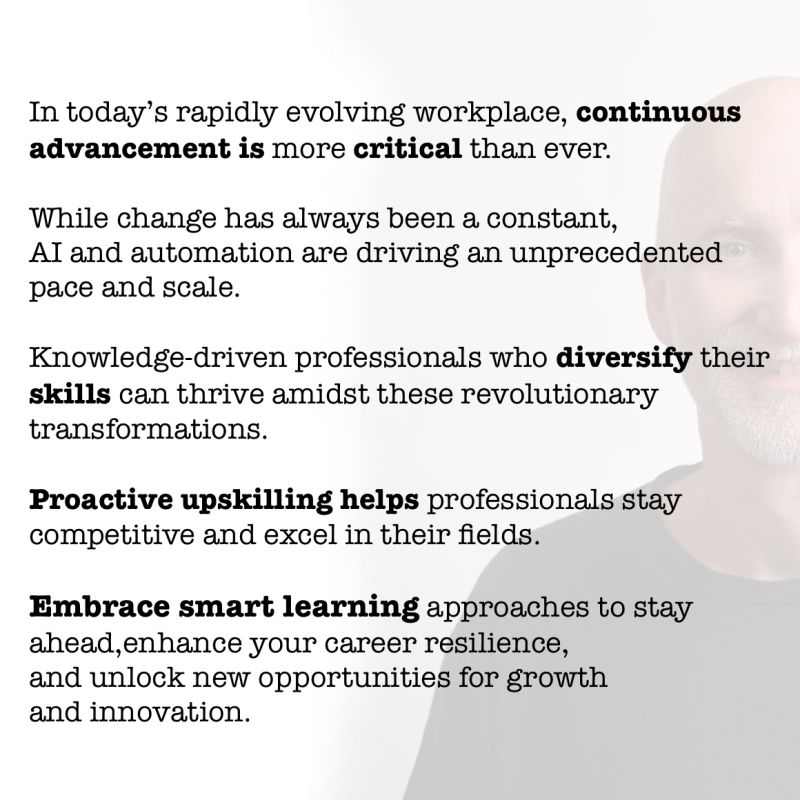 In today’s rapidly evolving workplace, continuous
advancement is more critical than ever.
While change has always been a constant,
AI and automation are driving an unprecedented
pace and scale.
Knowledge-driven professionals who diversify their
skills can thrive amidst these revolutionary
transformations.
Proactive upskilling helps professionals stay
competitive and excel in their fields.
Embrace smart learning approaches to stay
ahead,enhance your career resilience,
and unlock new opportunities for growth
and innovation.